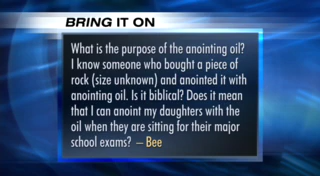 BRING IT ON
What is the purpose of the anointing oil?
I know someone who bought a piece of
rock (size unknown) and anointed it with
anointing oil. Is it biblical? Does it mean
that I can anoint my daughters with the
oil when they are sitting for their major
school exams? – Bee